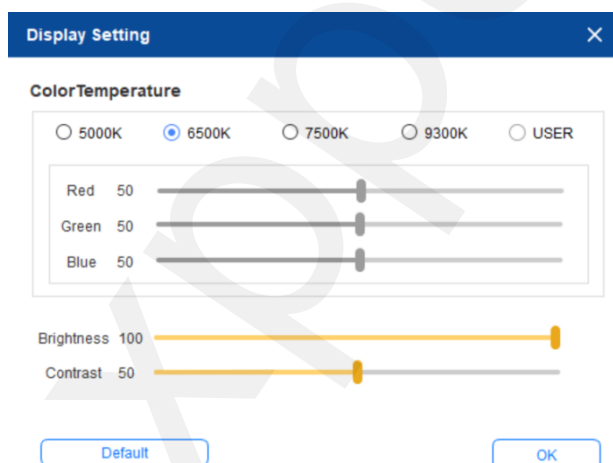 Display Setting
ColorTemperature
5000K 6500K 7500K 9300K USER
Red 50
Green 50
Blue 50
Brightness 100
Contrast 50
Default OK